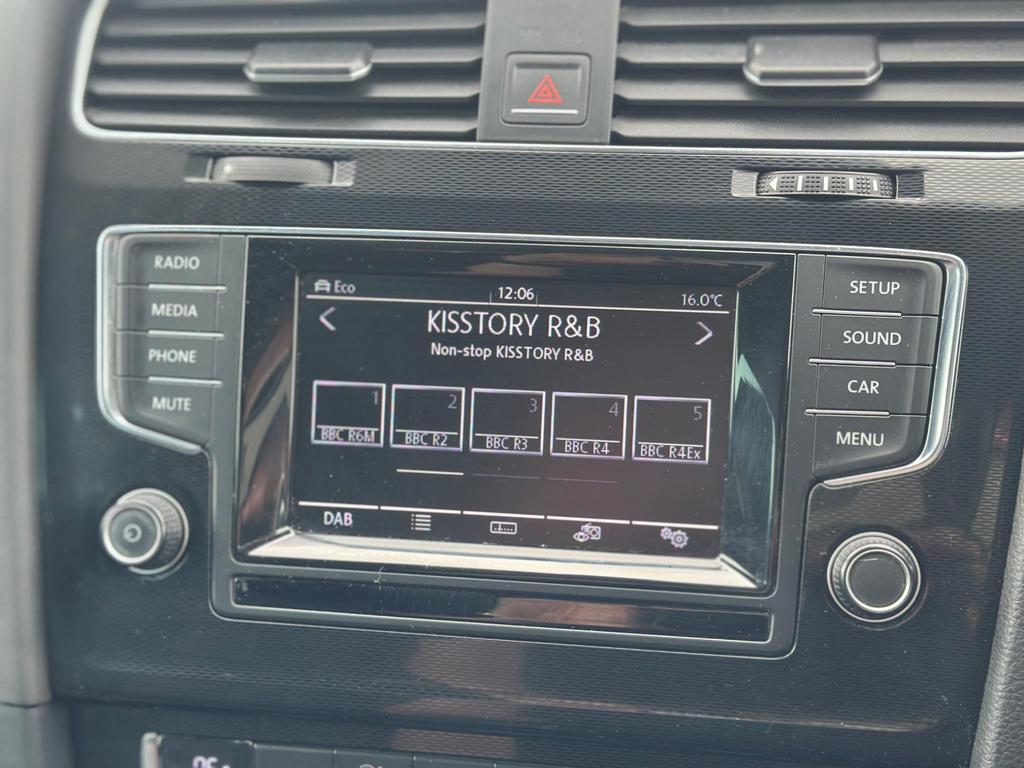 RADIO
MEDIA
PHONE
MUTE
Eco
12:06
16.0°C
KISSTORY R&B
Non-stop KISSTORY R&B
1 2 3 4 5
BBC R6M BBC R2 BBC R3 BBC R4 BBC R4Ex
DAB
SETUP
SOUND
CAR
MENU